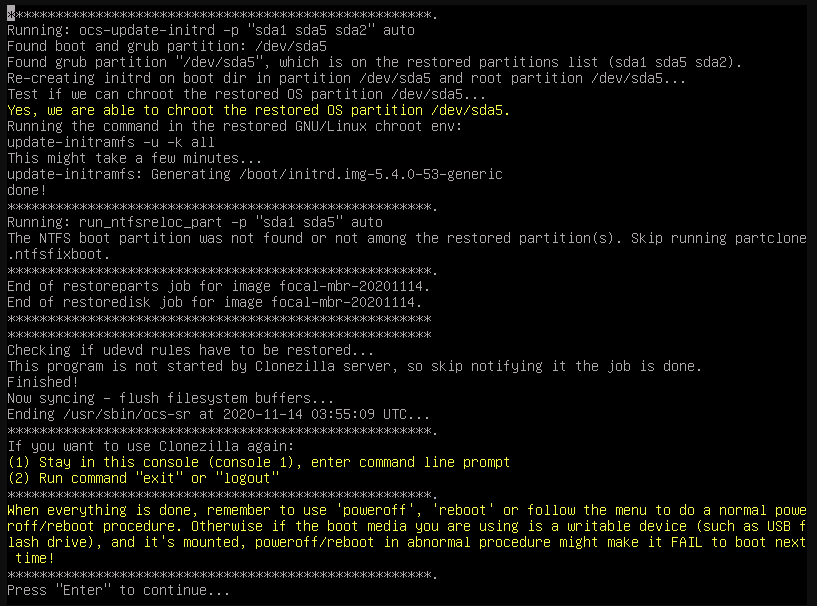 *****************************************************.
Running: ocs-update-initrd -p "sda1 sda5 sda2" auto
Found boot and grub partition: /dev/sda5
Found grub partition "/dev/sda5", which is on the restored partitions list (sda1 sda5 sda2).
Re-creating initrd on boot dir in partition /dev/sda5 and root partition /dev/sda5...
Test if we can chroot the restored OS partition /dev/sda5...
Yes, we are able to chroot the restored OS partition /dev/sda5.
Running the command in the restored GNU/Linux chroot env:
update-initramfs -u -k all
This might take a few minutes...
update-initramfs: Generating /boot/initrd.img-5.4.0-53-generic
done!
*****************************************************.
Running: run_ntfsreloc_part -p "sda1 sda5" auto
The NTFS boot partition was not found or not among the restored partition(s). Skip running partclone
.ntfsfixboot.
*****************************************************.
End of restoreparts job for image focal-mbr-20201114.
End of restoredisk job for image focal-mbr-20201114.
*****************************************************
*****************************************************
Checking if udevd rules have to be restored...
This program is not started by Clonezilla server, so skip notifying it the job is done.
Finished!
Now syncing - flush filesystem buffers...
Ending /usr/sbin/ocs-sr at 2020-11-14 03:55:09 UTC...
*****************************************************.
If you want to use Clonezilla again:
(1) Stay in this console (console 1), enter command line prompt
(2) Run command "exit" or "logout"
*****************************************************.
When everything is done, remember to use 'poweroff', 'reboot' or follow the menu to do a normal powe
roff/reboot procedure. Otherwise if the boot media you are using is a writable device (such as USB f
lash drive), and it's mounted, poweroff/reboot in abnormal procedure might make it FAIL to boot next
 time!
*****************************************************.
Press "Enter" to continue...